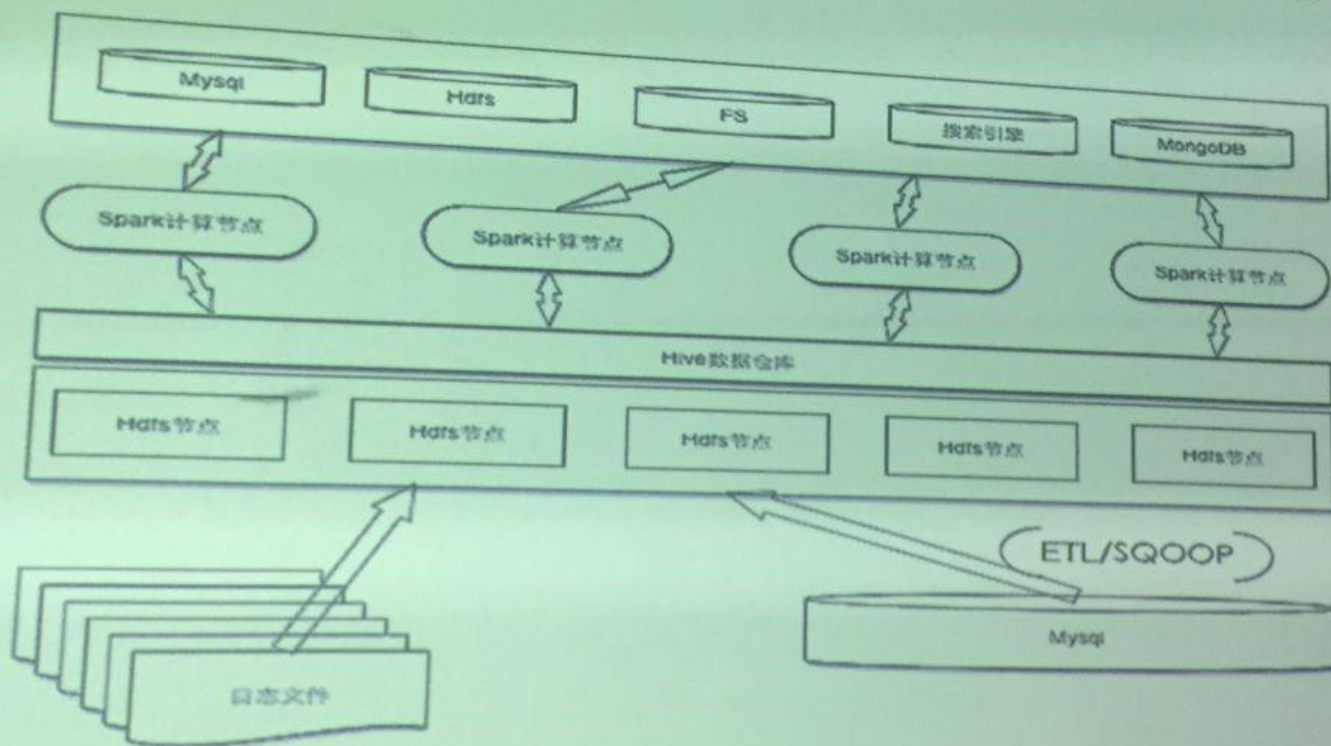 Mysql
Hdfs
FS
搜索引擎
MongoDB
Spark计算节点
Spark计算节点
Spark计算节点
Spark计算节点
Hive数据仓库
Hdfs节点
Hdfs节点
Hdfs节点
Hdfs节点
Hdfs节点
ETL/SQOOP
Mysql
日志文件